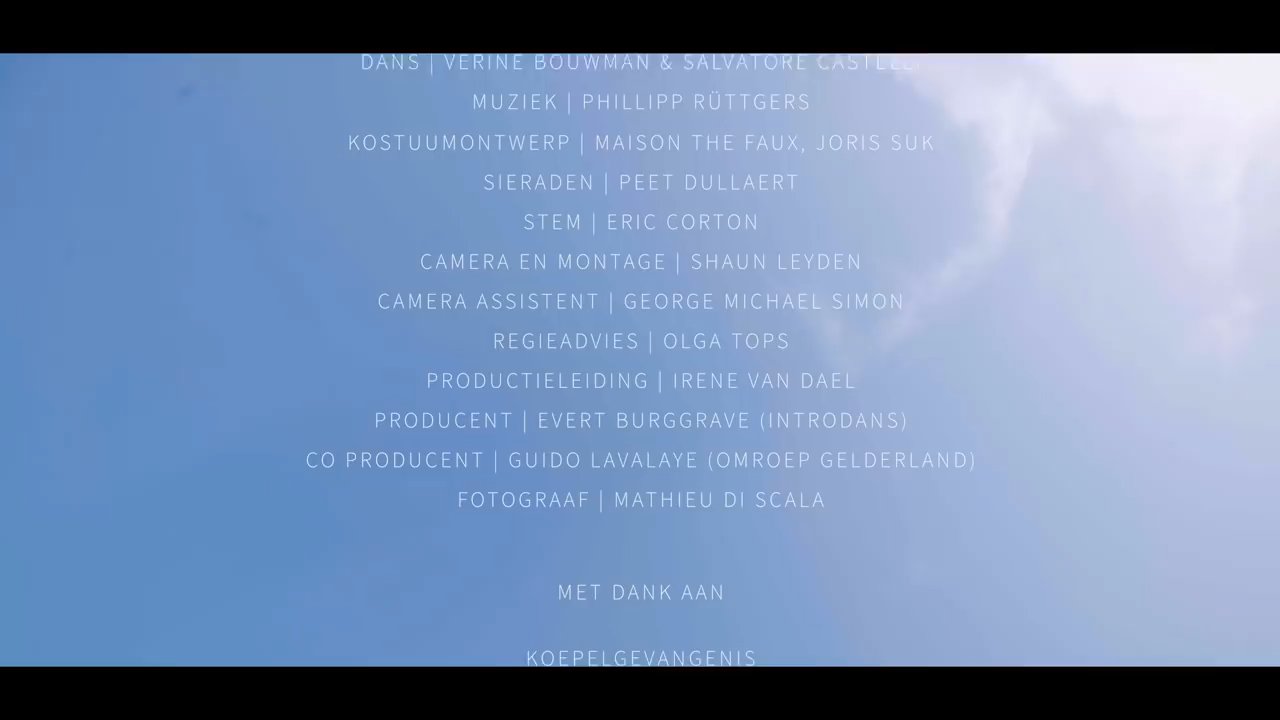 DANS | VERINE BOUWMAN & SALVATORE
MUZIEK | PHILLIPP RÜTTGERS
KOSTUUMONTWERP | MAISON THE FAUX, JORIS SUK
SIERADEN | PEET DULLAERT
STEM | ERIC CORTON
CAMERA EN MONTAGE | SHAUN LEYDEN
CAMERA ASSISTENT | GEORGE MICHAEL SIMON
REGIEADVIES | OLGA TOPS
PRODUCTIELEIDING | IRENE VAN DAEL
PRODUCENT | EVERT BURGGRAVE (INTRODANS)
CO PRODUCENT | GUIDO LAVALAYE (OMROEP GELDERLAND)
FOTOGRAAF | MATHIEU DI SCALA
MET DANK AAN
KOEPELGEVANGENIS